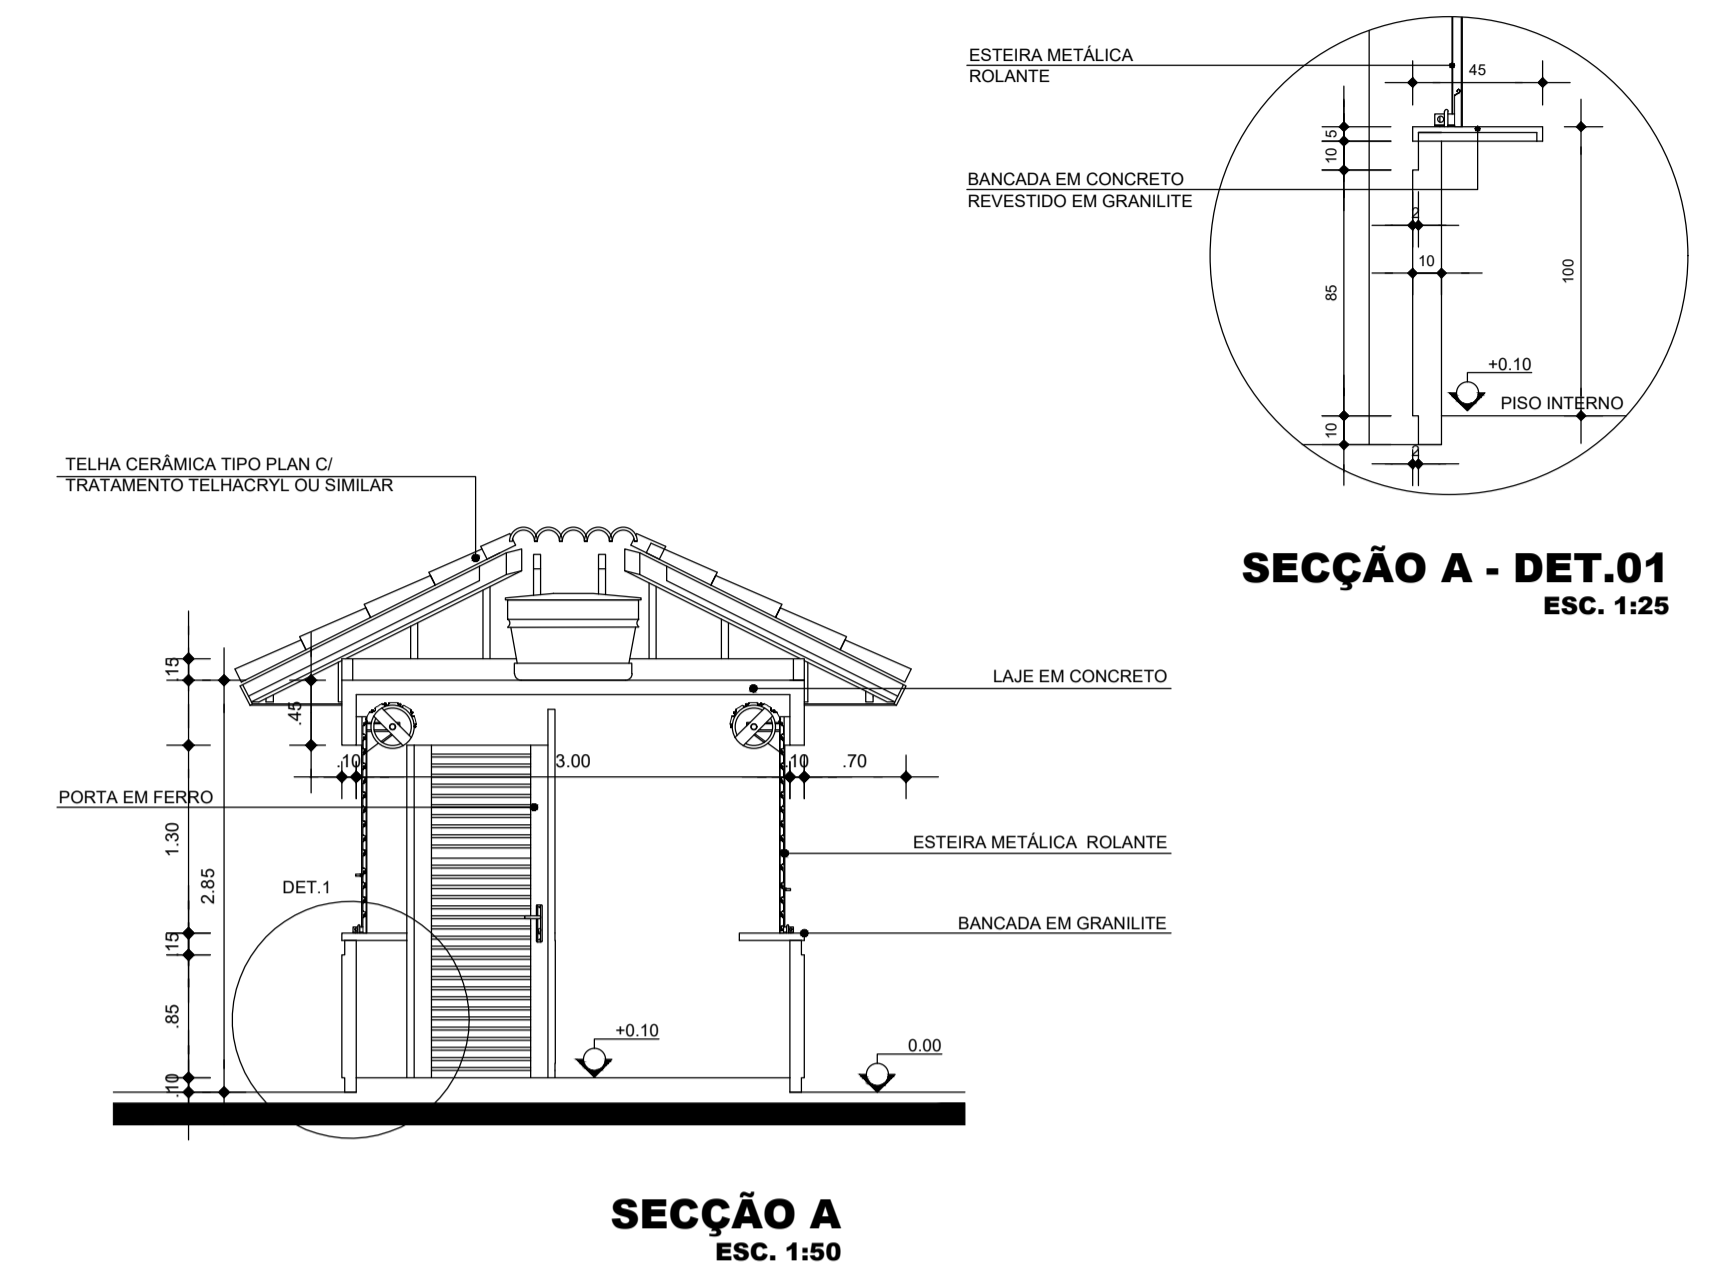 ESTEIRA METÁLICA
ROLANTE
45
5
10
BANCADA EM CONCRETO
REVESTIDO EM GRANILITE
2
10
85
100
+0.10
PISO INTERNO
10
2
SECÇÃO A - DET.01
ESC. 1:25
TELHA CERÂMICA TIPO PLAN C/
TRATAMENTO TELHACRYL OU SIMILAR
.15
LAJE EM CONCRETO
.45
.10
3.00
.10
.70
PORTA EM FERRO
1.30
ESTEIRA METÁLICA ROLANTE
2.85
DET.1
BANCADA EM GRANILITE
.15
.85
+0.10
0.00
.10
SECÇÃO A
ESC. 1:50